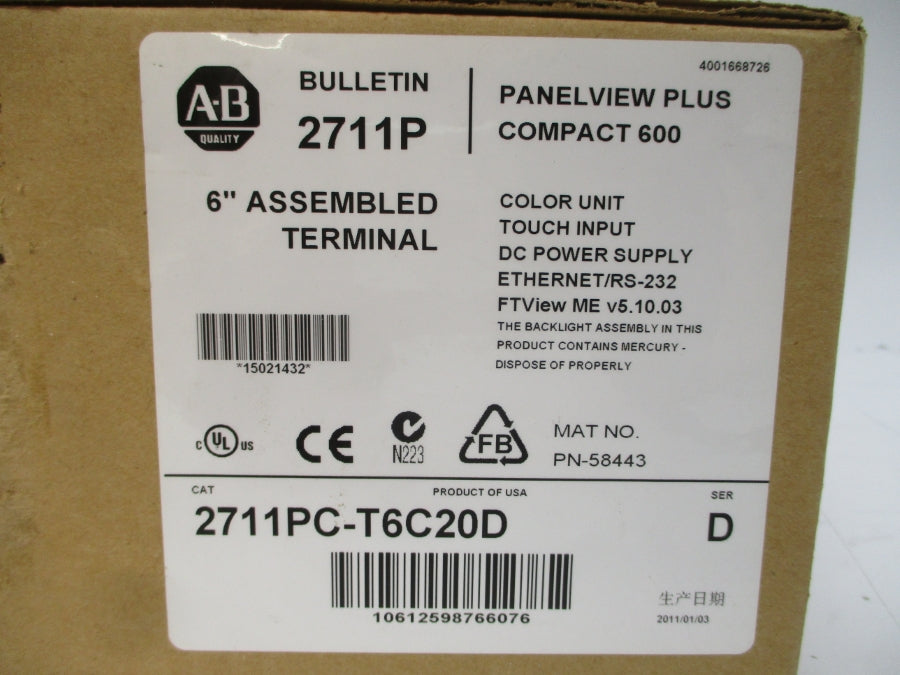 4001668726
A-B
QUALITY
BULLETIN
2711P
PANELVIEW PLUS
COMPACT 600
6" ASSEMBLED
TERMINAL
COLOR UNIT
TOUCH INPUT
DC POWER SUPPLY
ETHERNET/RS-232
FTView ME v5.10.03
THE BACKLIGHT ASSEMBLY IN THIS
PRODUCT CONTAINS MERCURY -
DISPOSE OF PROPERLY
*15021432*
C UL US
CE
N223
FB
MAT NO.
PN-58443
CAT
PRODUCT OF USA
SER
2711PC-T6C20D
D
10612598766076
生产日期
2011/01/03